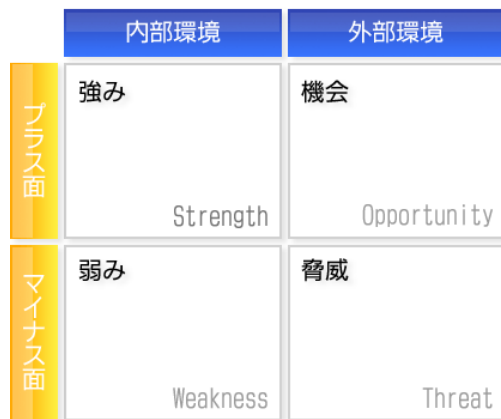 内部環境
外部環境
プラス面
強み
Strength
機会
Opportunity
マイナス面
弱み
Weakness
脅威
Threat